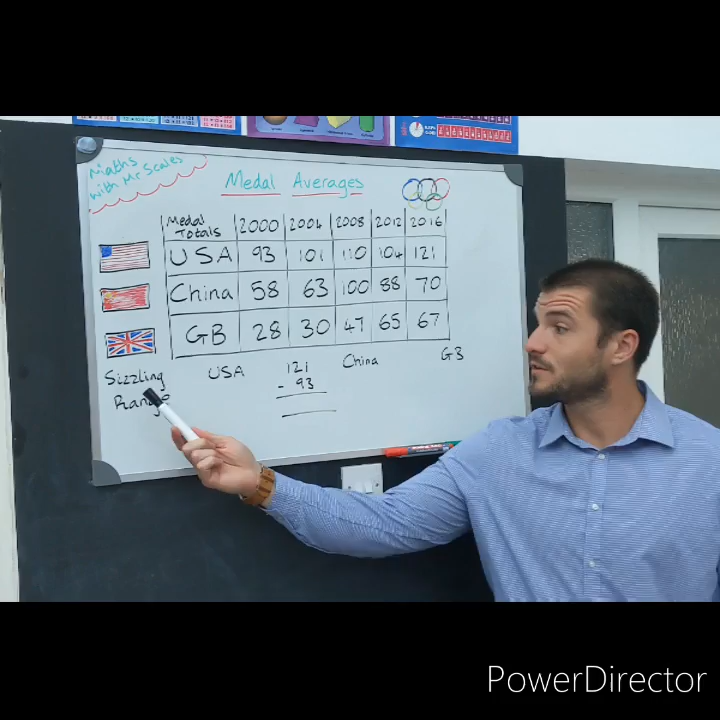 Maths
with Mr Scales
Medal Averages
Medal Totals 2000 2004 2008 2012 2016
USA 93 101 110 104 121
China 58 63 100 88 70
GB 28 30 47 65 67
Sizzling
Range
USA
121
- 93
China
GB
PowerDirector